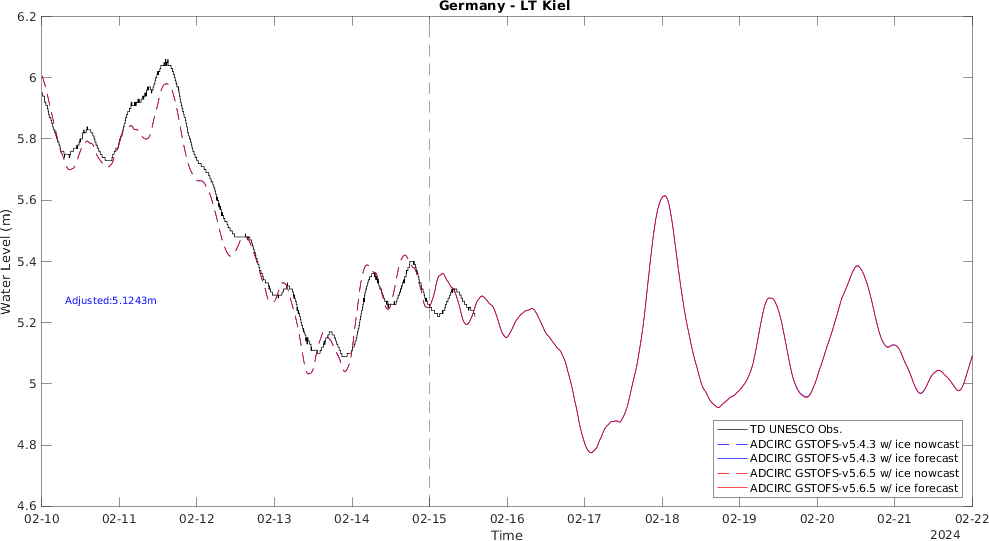 Germany - LT Kiel
6.2
6
5.8
5.6
5.4
5.2
5
4.8
4.6
Water Level (m)
Adjusted:5.1243m
TD UNESCO Obs.
ADCIRC GSTOFS-v5.4.3 w/ ice nowcast
ADCIRC GSTOFS-v5.4.3 w/ ice forecast
ADCIRC GSTOFS-v5.6.5 w/ ice nowcast
ADCIRC GSTOFS-v5.6.5 w/ ice forecast
02-10 02-11 02-12 02-13 02-14 02-15 02-16 02-17 02-18 02-19 02-20 02-21 02-22
Time
2024